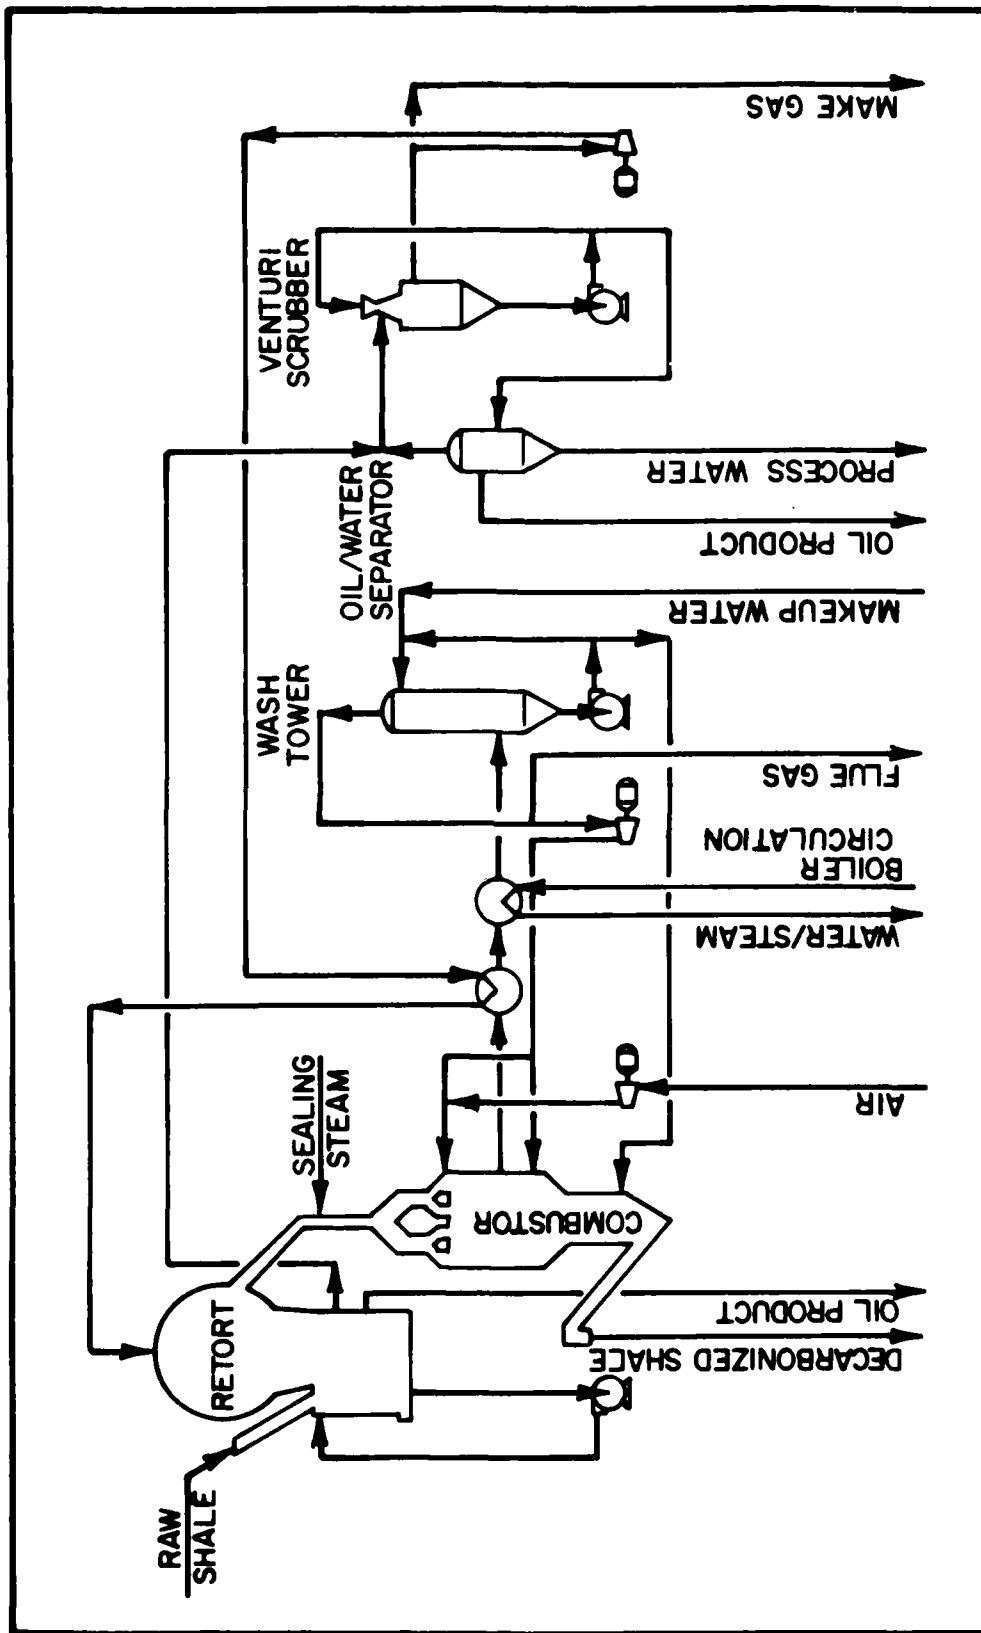 RAW
SHALE
RETORT
SEALING
STEAM
COMBUSTOR
WASH
TOWER
OIL/WATER
SEPARATOR
VENTURI
SCRUBBER
DECARBONIZED SHALE
OIL PRODUCT
AIR
WATER/STEAM
BOILER
CIRCULATION
FLUE GAS
MAKEUP WATER
OIL PRODUCT
PROCESS WATER
MAKE GAS